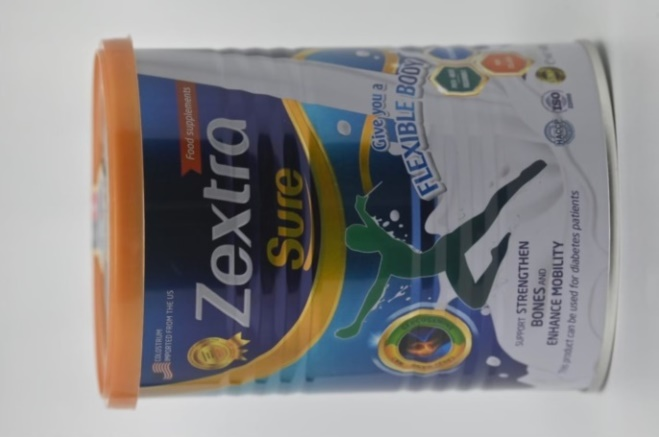 COLOSTRUM
IMPORTED FROM THE US
Food supplements
Zextra
Sure
Give you a
FLEXIBLE BODY
ISO
SUPPORT STRENGTHEN
BONES AND
ENHANCE MOBILITY
This product can be used for diabetes patients